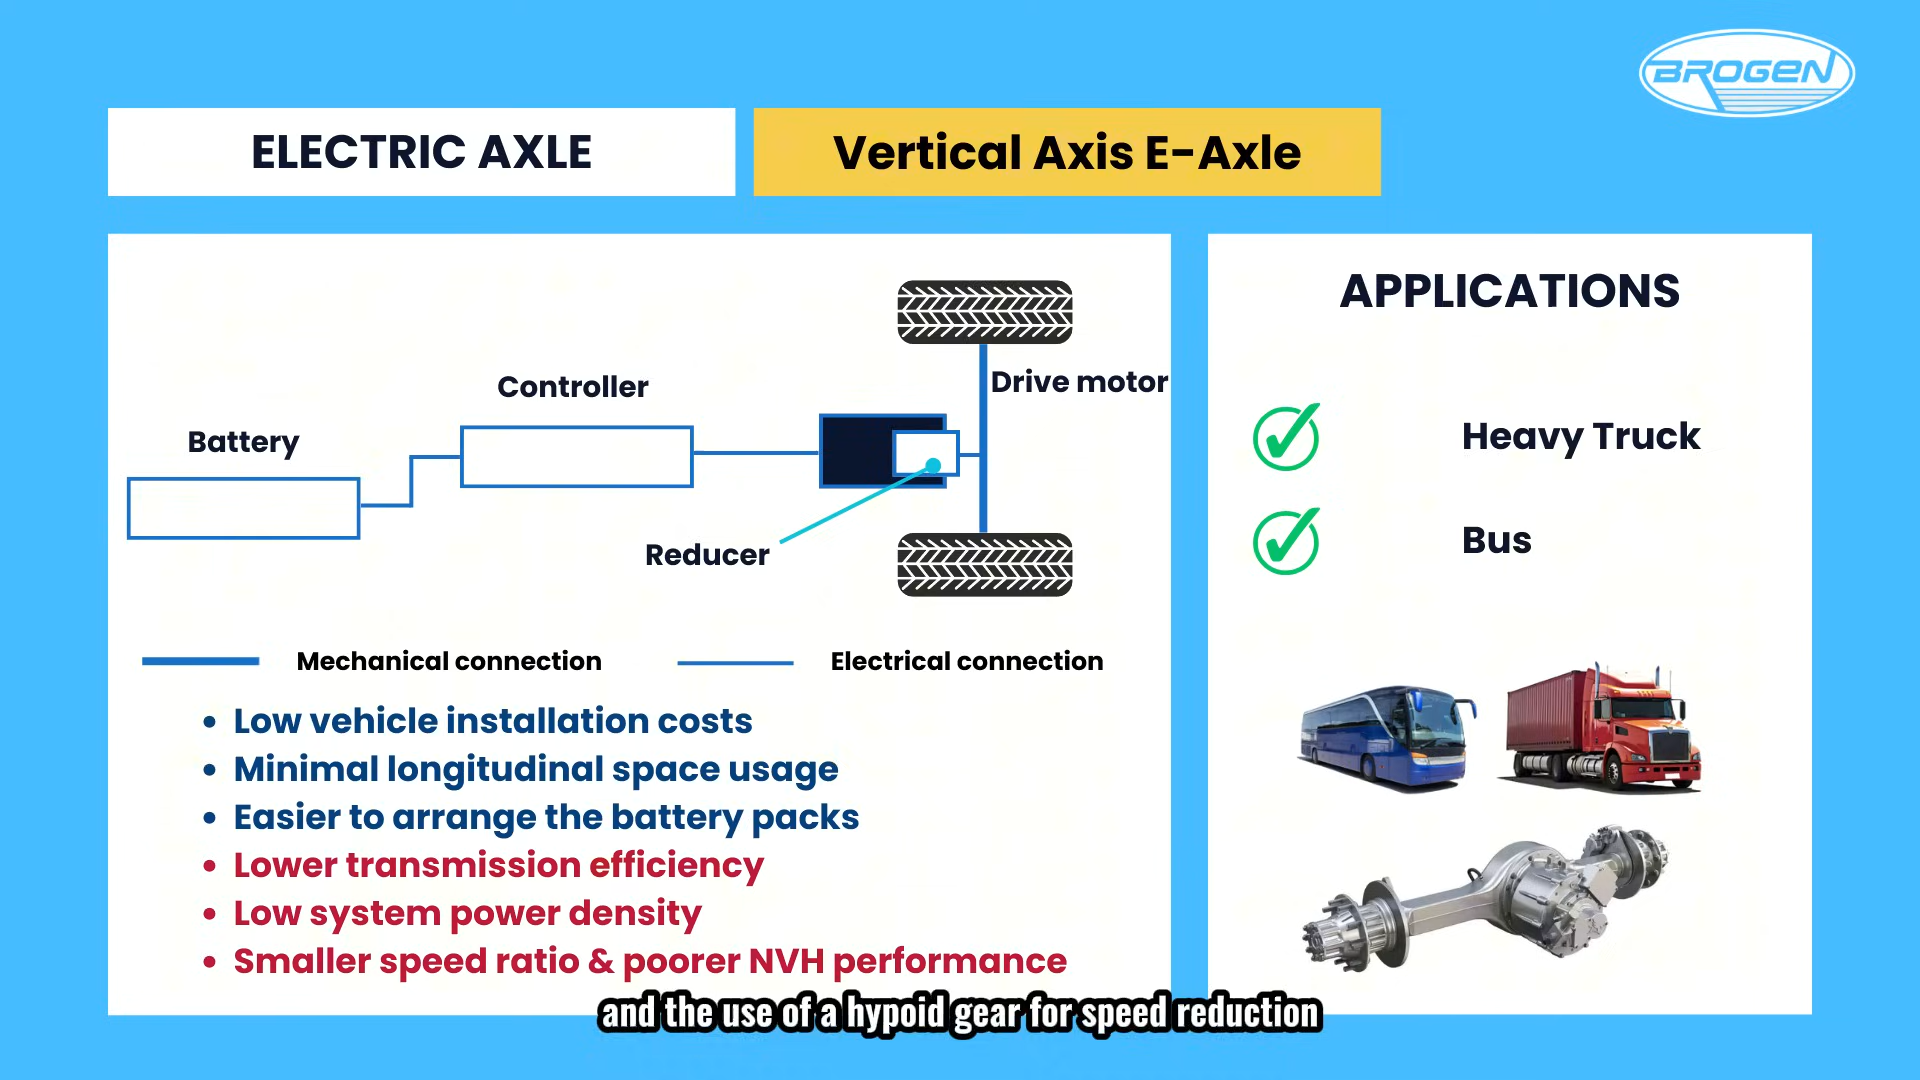 BROGEN
ELECTRIC AXLE
Vertical Axis E-Axle
Drive motor
Controller
Battery
Reducer
Mechanical connection
Electrical connection
• Low vehicle installation costs
• Minimal longitudinal space usage
• Easier to arrange the battery packs
• Lower transmission efficiency
• Low system power density
• Smaller speed ratio & poorer NVH performance
APPLICATIONS
Heavy Truck
Bus
and the use of a hypoid gear for speed reduction